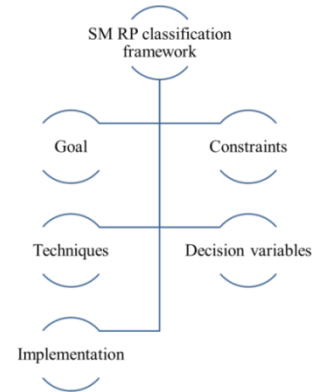 SM RP classification
framework
Goal
Constraints
Techniques
Decision variables
Implementation